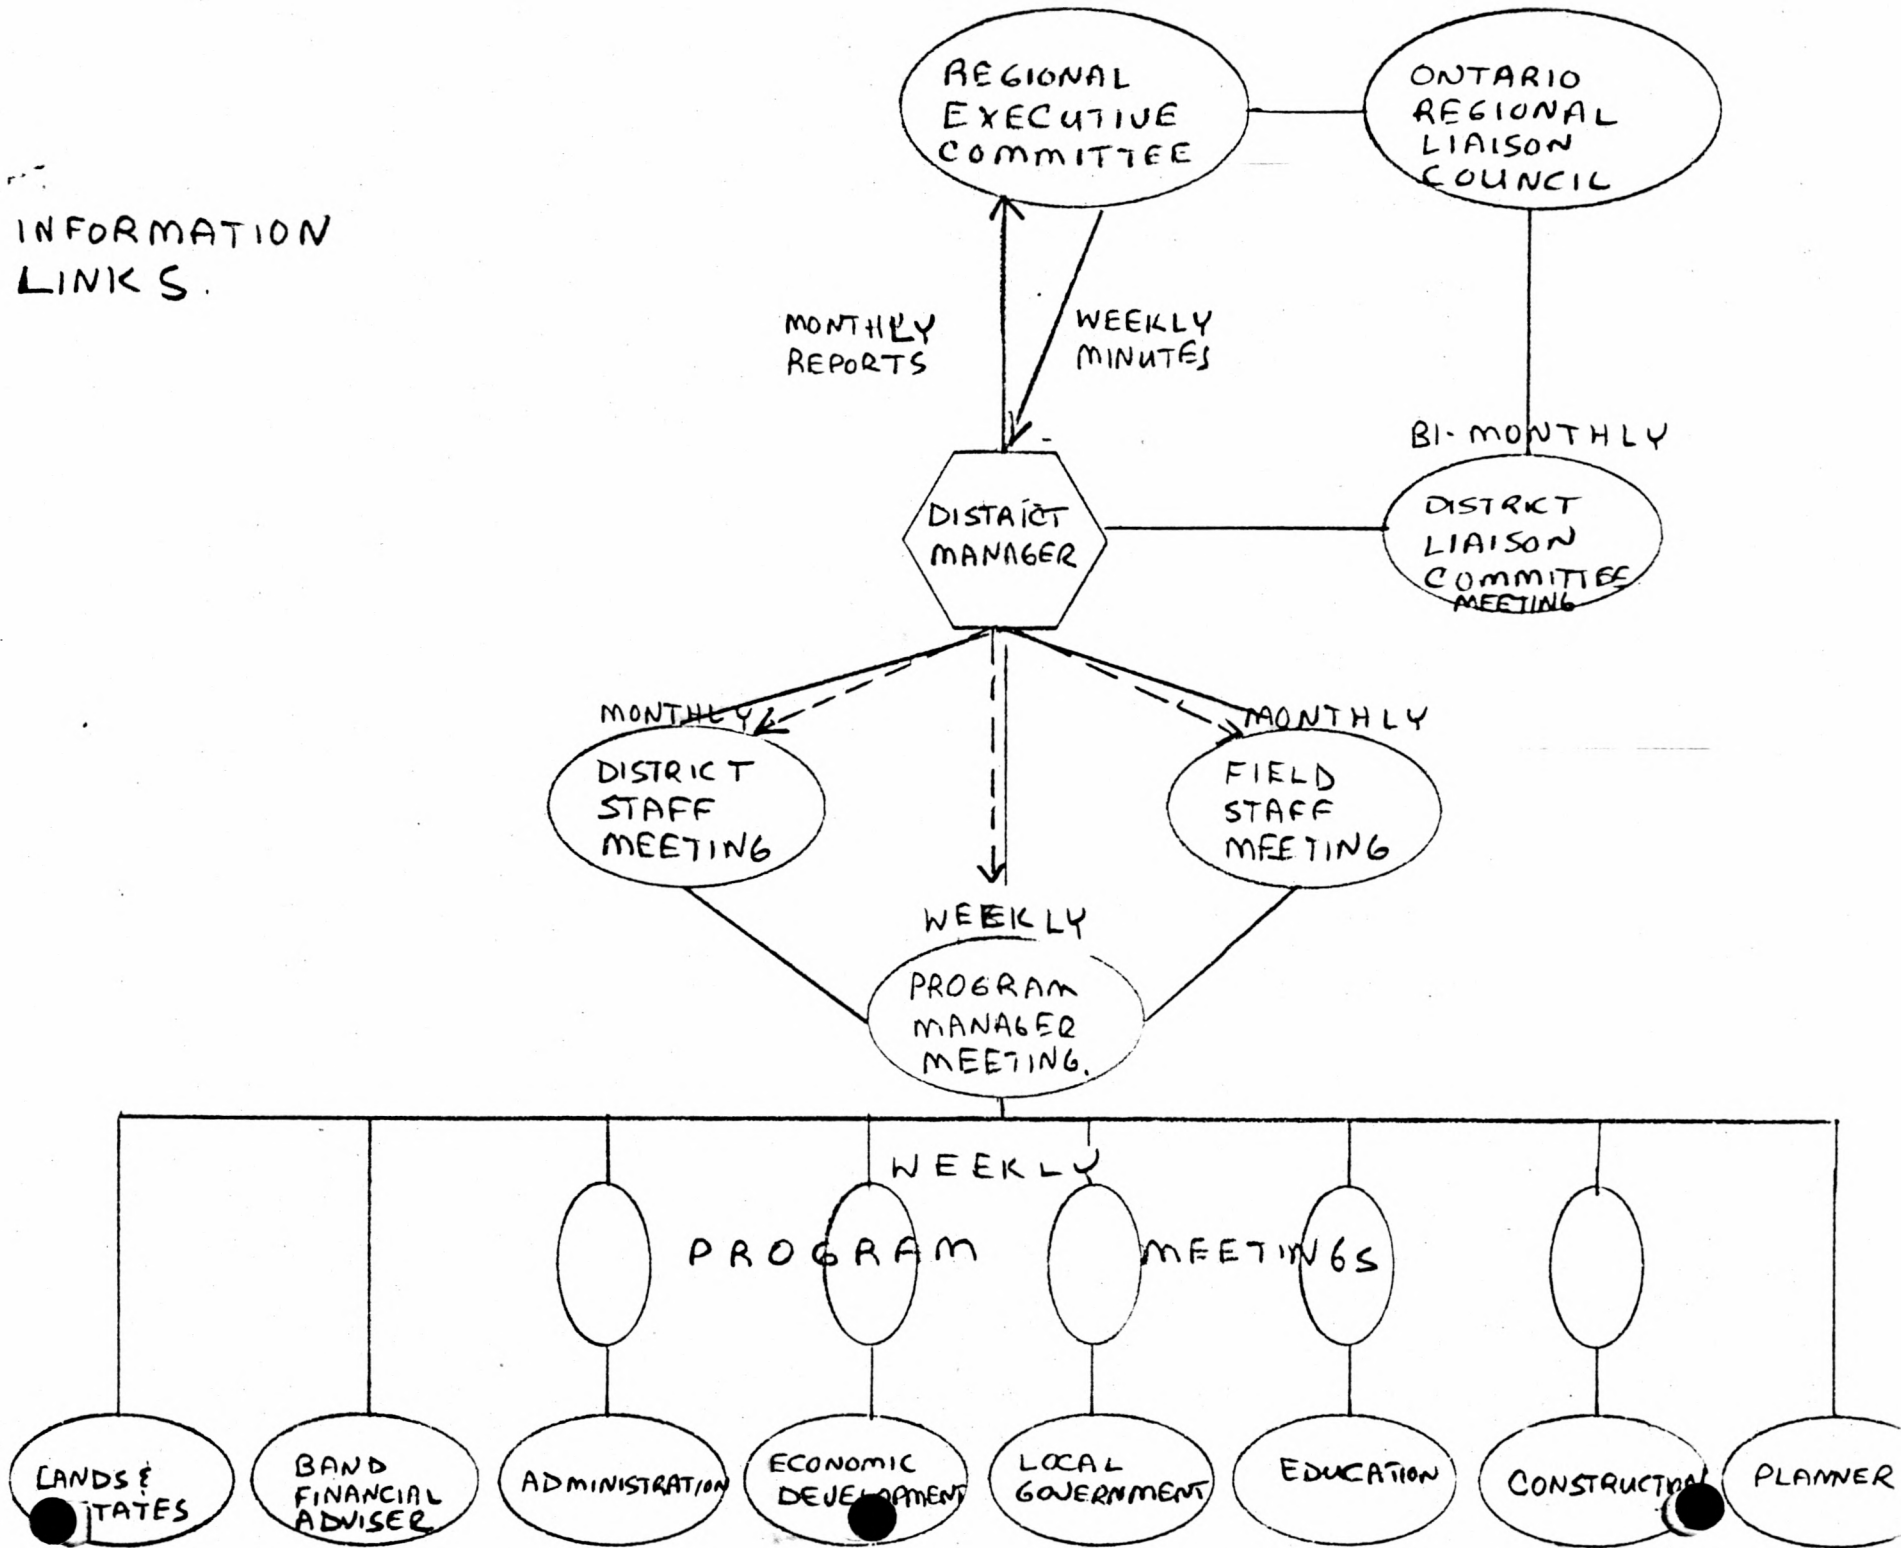 REGIONAL
EXECUTIVE
COMMITTEE
ONTARIO
REGIONAL
LIAISON
COUNCIL
INFORMATION
LINKS.
MONTHLY
REPORTS
WEEKLY
MINUTES
BI-MONTHLY
DISTRICT
MANAGER
DISTRICT
LIAISON
COMMITTEE
MEETING
MONTHLY
DISTRICT
STAFF
MEETING
MONTHLY
FIELD
STAFF
MEETING
WEEKLY
PROGRAM
MANAGER
MEETING.
WEEKLY
PROGRAM MEETINGS
LANDS &
TATES
BAND
FINANCIAL
ADVISER
ADMINISTRATION
ECONOMIC
DEVELOPMENT
LOCAL
GOVERNMENT
EDUCATION
CONSTRUCTION
PLANNER